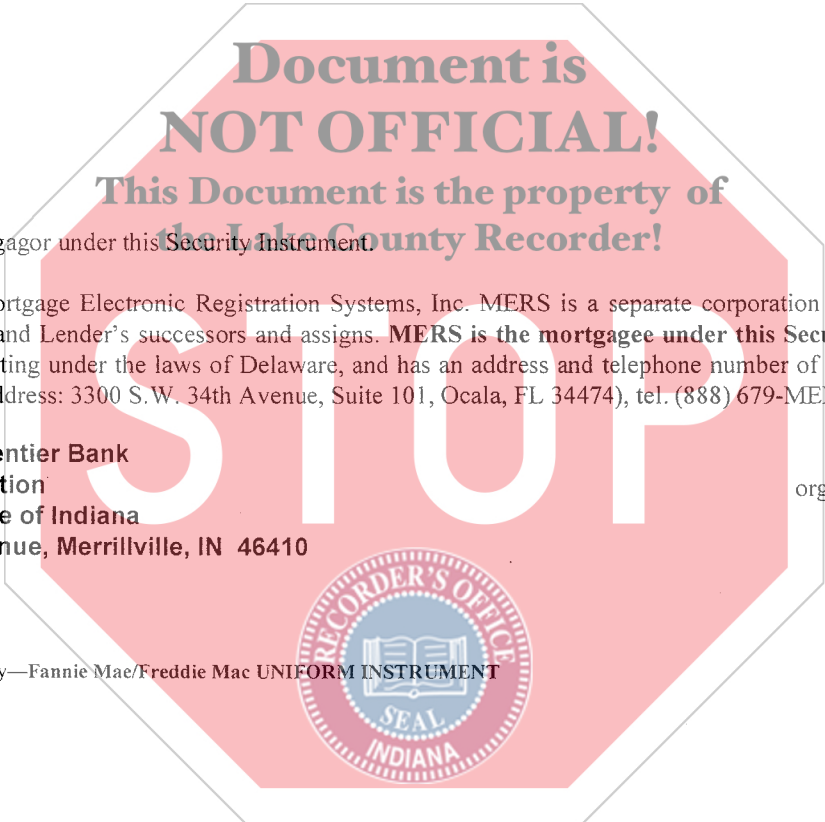 Document is
NOT OFFICIAL!
This Document is the property of
the Lake County Recorder!
gagor under this Security Instrument.
ortgage Electronic Registration Systems, Inc. MERS is a separate corporation
and Lender's successors and assigns. MERS is the mortgagee under this Secu
ting under the laws of Delaware, and has an address and telephone number of
ddress: 3300 S.W. 34th Avenue, Suite 101, Ocala, FL 34474), tel. (888) 679-ME
STOP
entier Bank
tion
org
e of Indiana
nue, Merrillville, IN 46410
RECORDER'S OFFICE
SEAL
INDIANA
y—Fannie Mae/Freddie Mac UNIFORM INSTRUMENT